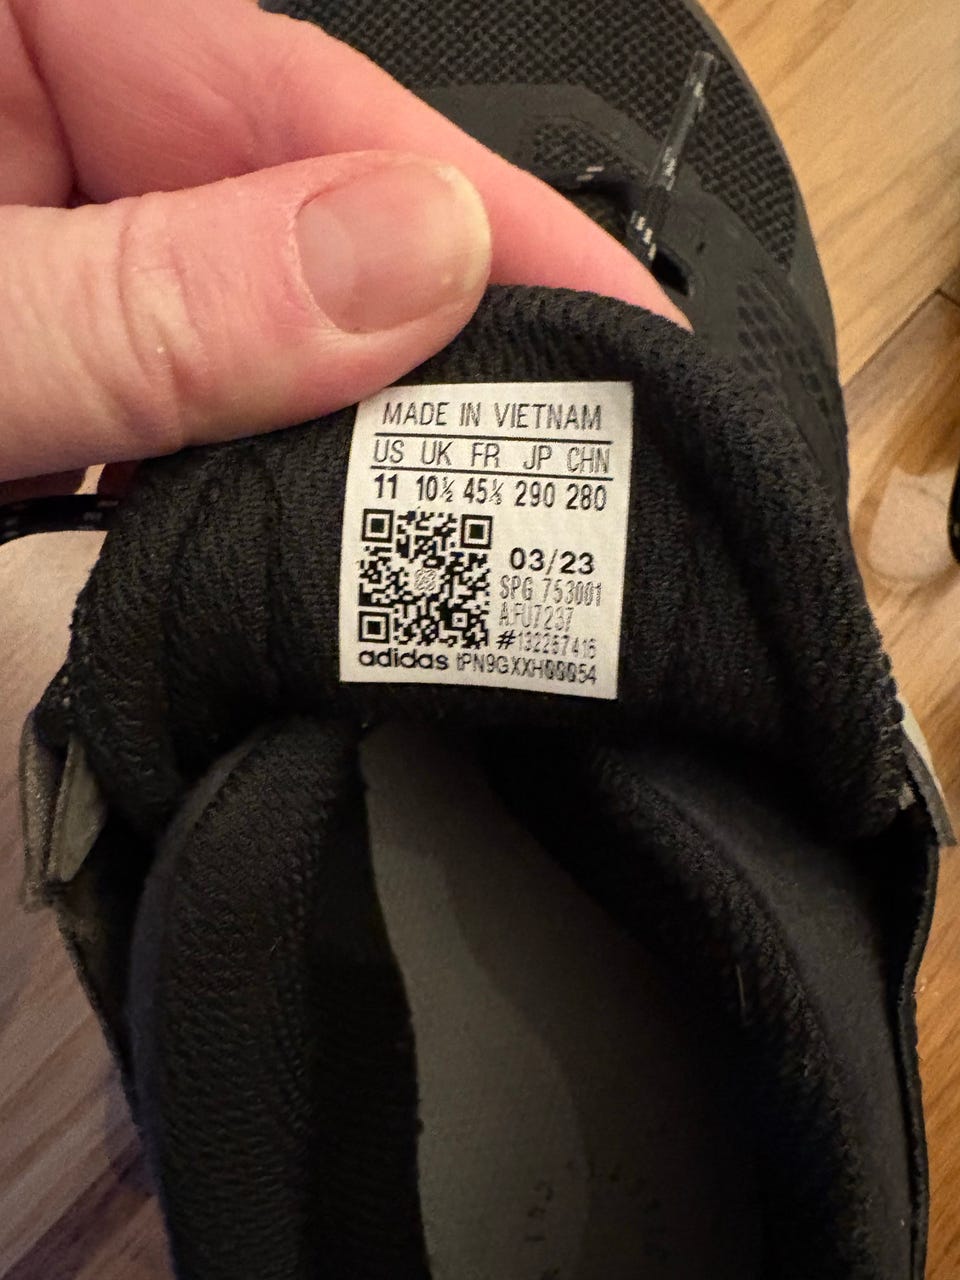 MADE IN VIETNAM
US UK FR JP CHN
11 10½ 45⅓ 290 280
03/23
SPG 753001
A.FU7237
#132267416
adidas tPN9GXXH00054